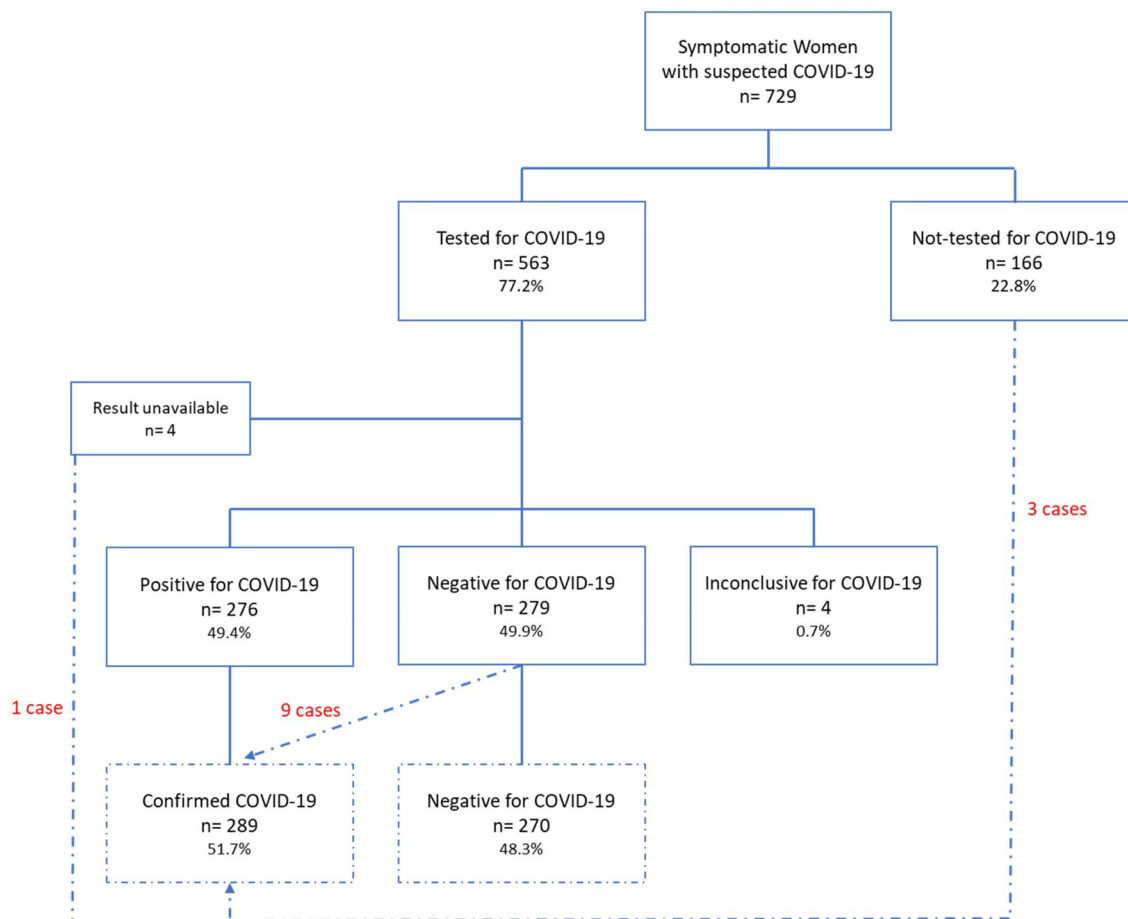 Symptomatic Women
with suspected COVID-19
n= 729
Tested for COVID-19
n= 563
77.2%
Not-tested for COVID-19
n= 166
22.8%
Result unavailable
n= 4
3 cases
Positive for COVID-19
n= 276
49.4%
Negative for COVID-19
n= 279
49.9%
Inconclusive for COVID-19
n= 4
0.7%
1 case
9 cases
Confirmed COVID-19
n= 289
51.7%
Negative for COVID-19
n= 270
48.3%